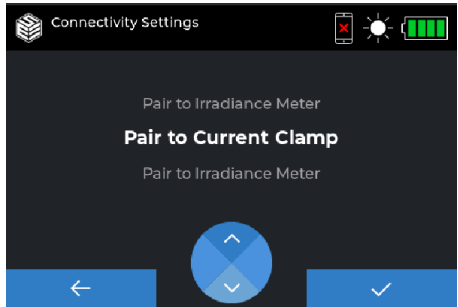 Connectivity Settings
Pair to Irradiance Meter
Pair to Current Clamp
Pair to Irradiance Meter